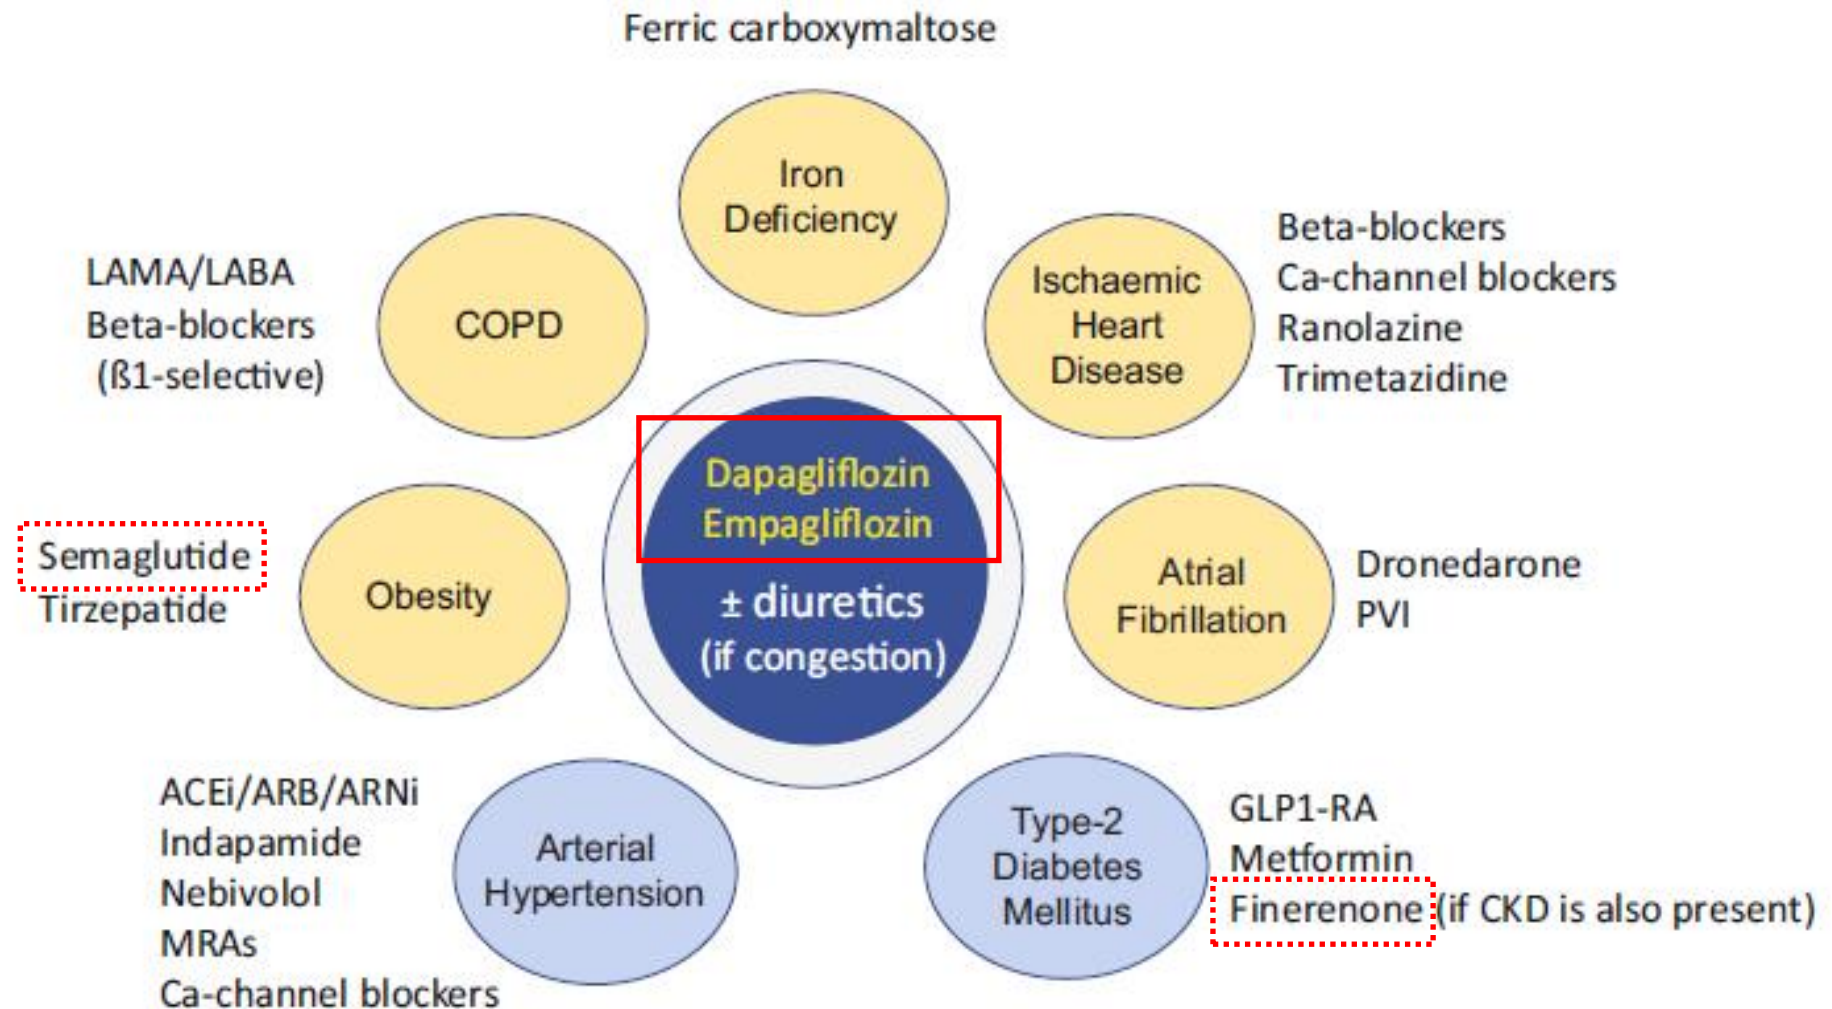 Ferric carboxymaltose
Iron
Deficiency
LAMA/LABA
Beta-blockers
(ß1-selective)
COPD
Ischaemic
Heart
Disease
Beta-blockers
Ca-channel blockers
Ranolazine
Trimetazidine
Dapagliflozin
Empagliflozin
± diuretics
(if congestion)
Semaglutide
Tirzepatide
Obesity
Atrial
Fibrillation
Dronedarone
PVI
ACEi/ARB/ARNi
Indapamide
Nebivolol
MRAs
Ca-channel blockers
Arterial
Hypertension
Type-2
Diabetes
Mellitus
GLP1-RA
Metformin
Finerenone (if CKD is also present)